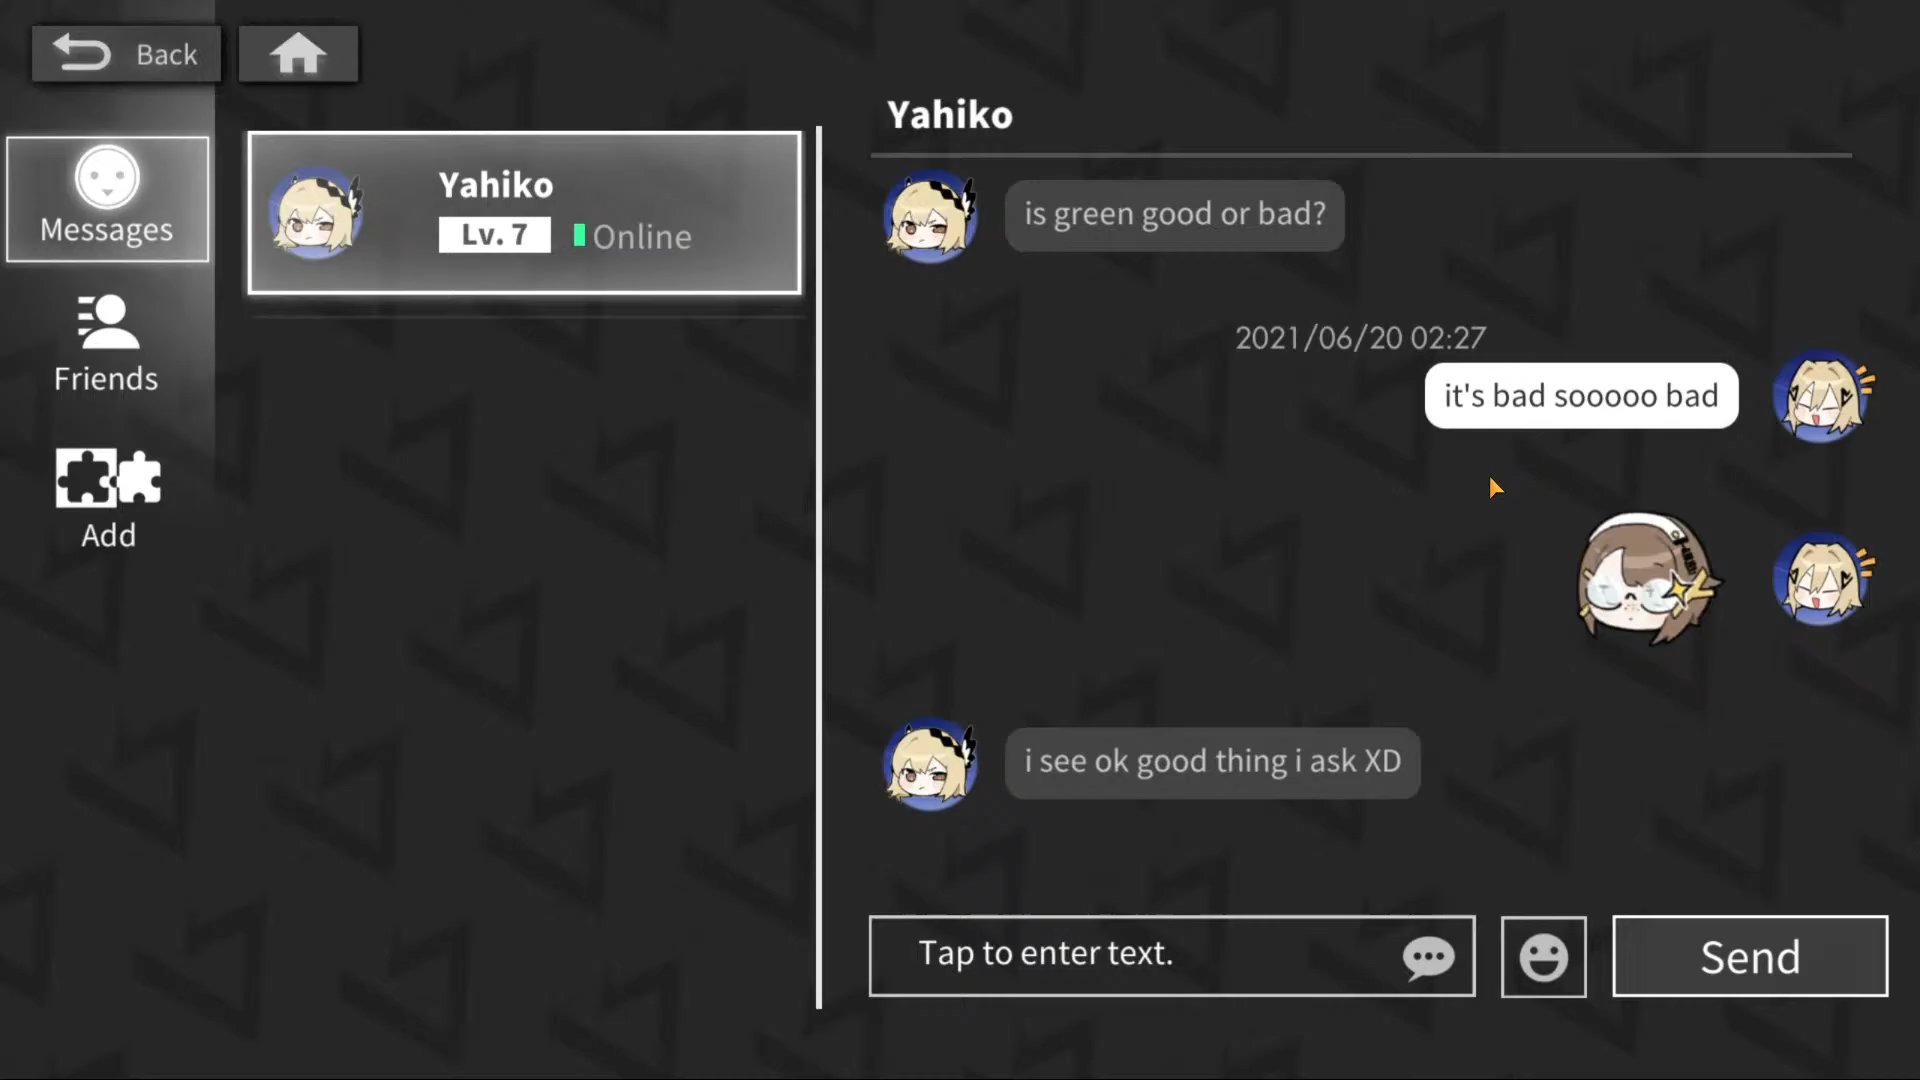 Back
Messages
Friends
Add
Yahiko
Lv. 7
Online
Yahiko
is green good or bad?
2021/06/20 02:27
it's bad sooooo bad
i see ok good thing i ask XD
Tap to enter text.
Send